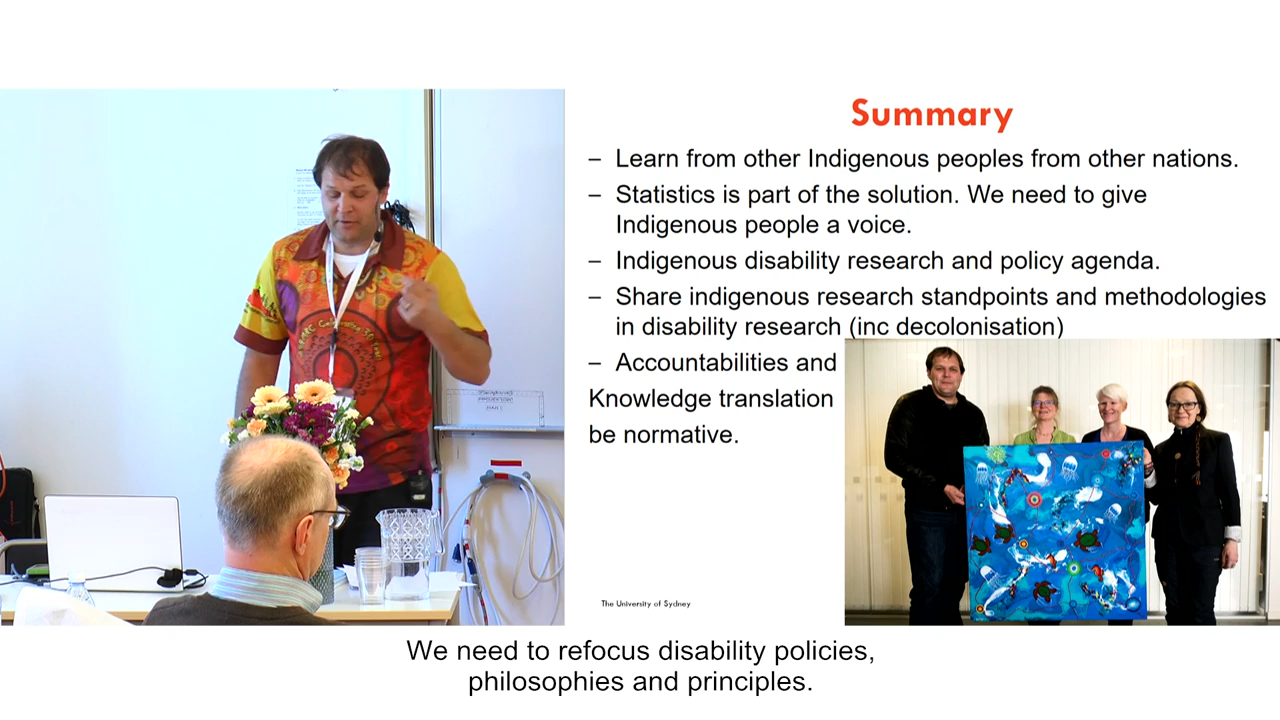 Summary
– Learn from other Indigenous peoples from other nations.
– Statistics is part of the solution. We need to give
Indigenous people a voice.
– Indigenous disability research and policy agenda.
– Share indigenous research standpoints and methodologies
in disability research (inc decolonisation)
– Accountabilities and
Knowledge translation
be normative.
The University of Sydney
We need to refocus disability policies,
philosophies and principles.